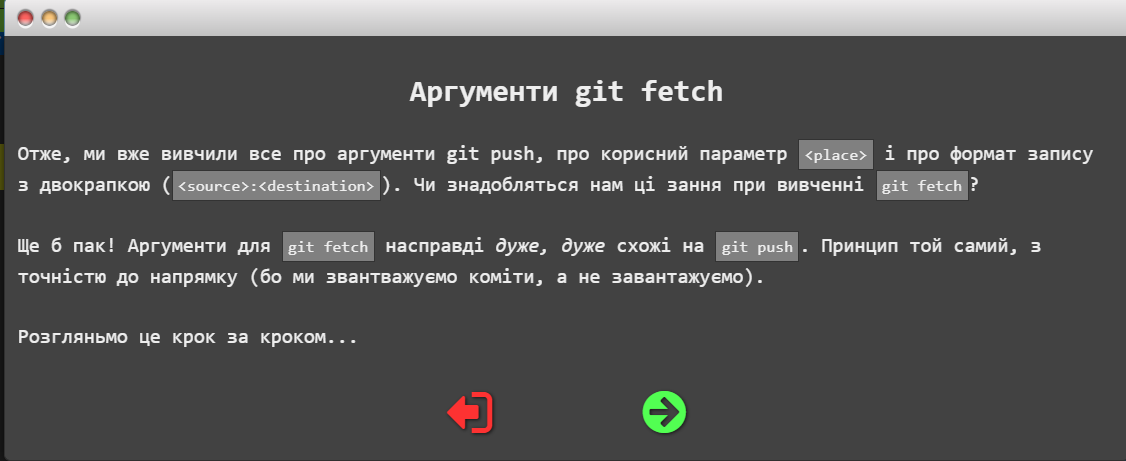 Аргументи git fetch
Отже, ми вже вивчили все про аргументи git push, про корисний параметр <place> і про формат запису
з двокрапкою (<source>:<destination>). Чи знадобляться нам ці зання при вивченні git fetch?
Ще б пак! Аргументи для git fetch насправді дуже, дуже схожі на git push. Принцип той самий, з
точністю до напрямку (бо ми звантважуємо коміти, а не завантажуємо).
Розгляньмо це крок за кроком...